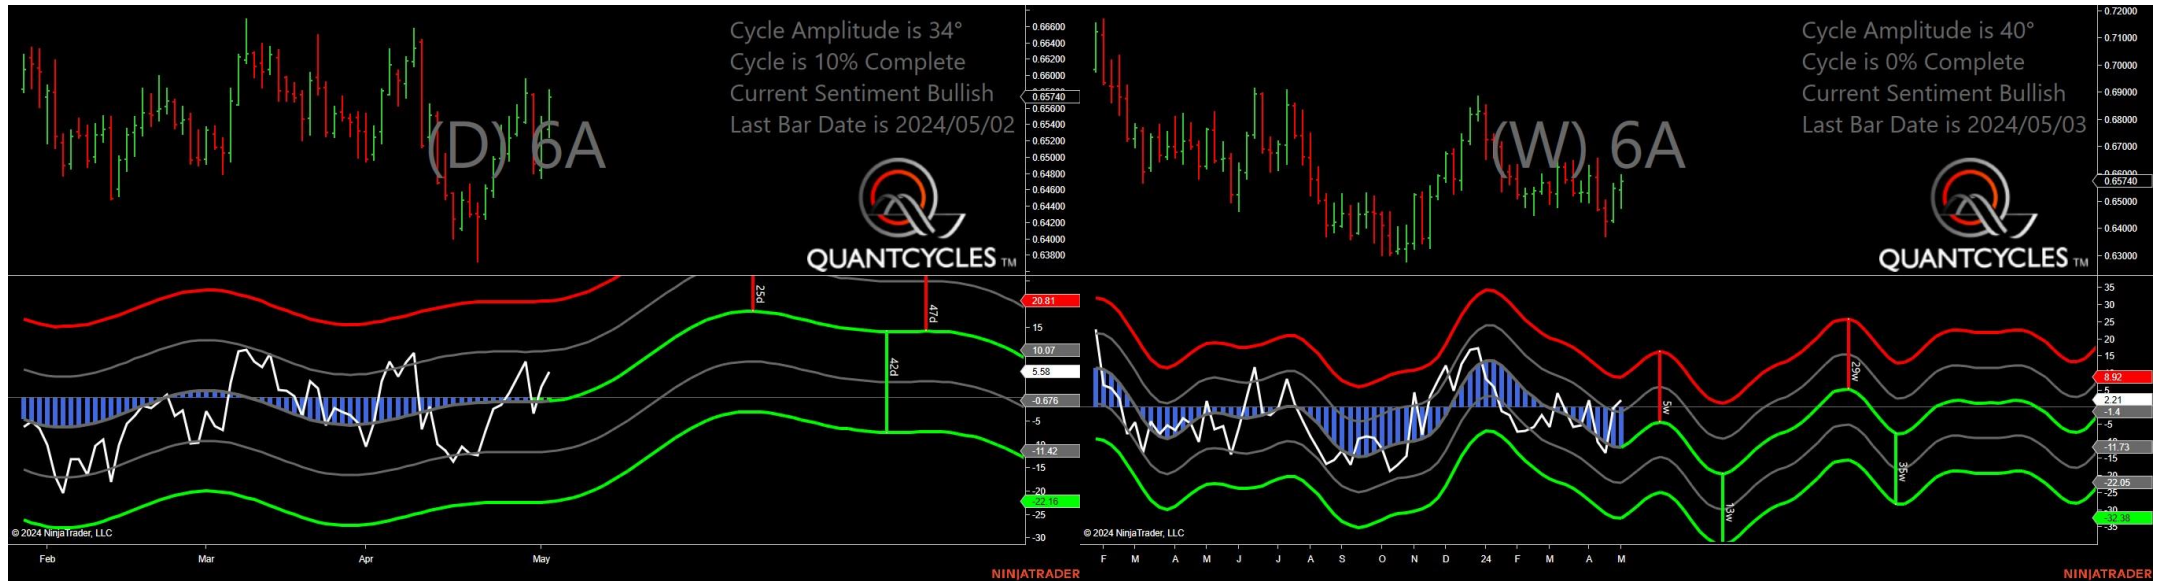 Cycle Amplitude is 34°
Cycle is 10% Complete
Current Sentiment Bullish
Last Bar Date is 2024/05/02
(D) 6A
QUANTCYCLES TM
0.66600
0.66400
0.66200
0.66000
0.65740
0.65600
0.65400
0.65200
0.65000
0.64800
0.64600
0.64400
0.64200
0.64000
0.63800
25d
47d
42d
20.81
15
10.07
5.58
-0.676
-5
-11.42
-15
-20
-22.16
-25
-30
© 2024 NinjaTrader, LLC
Feb Mar Apr May
NINJATRADER
Cycle Amplitude is 40°
Cycle is 0% Complete
Current Sentiment Bullish
Last Bar Date is 2024/05/03
(W) 6A
QUANTCYCLES TM
0.72000
0.71000
0.70000
0.69000
0.68000
0.67000
0.66000
0.65740
0.65000
0.64000
0.63000
5w
13w
29w
35w
35
30
25
20
15
8.92
5
2.21
-1.4
-5
-11.73
-15
-20
-22.05
-25
-32.38
-35
© 2024 NinjaTrader, LLC
F M A M J J A S O N D 24 F M A M
NINJATRADER